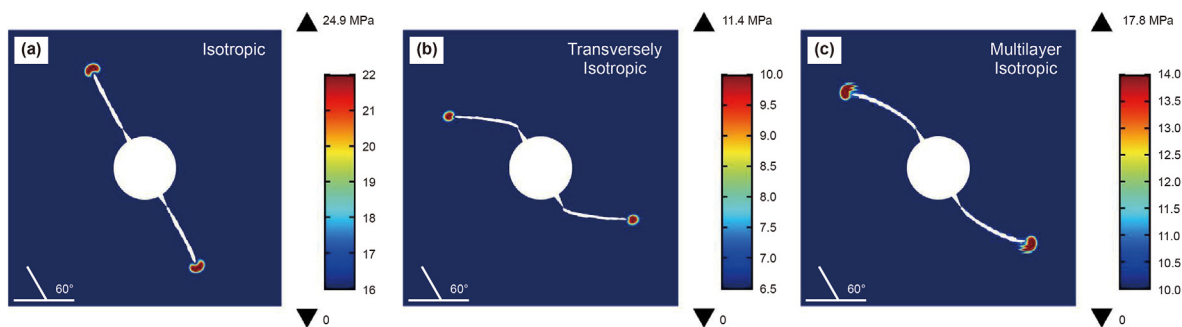 (a)
Isotropic
60°
24.9 MPa
22
21
20
19
18
17
16
0
(b)
Transversely
Isotropic
60°
11.4 MPa
10.0
9.5
9.0
8.5
8.0
7.5
7.0
6.5
0
(c)
Multilayer
Isotropic
60°
17.8 MPa
14.0
13.5
13.0
12.5
12.0
11.5
11.0
10.5
10.0
0